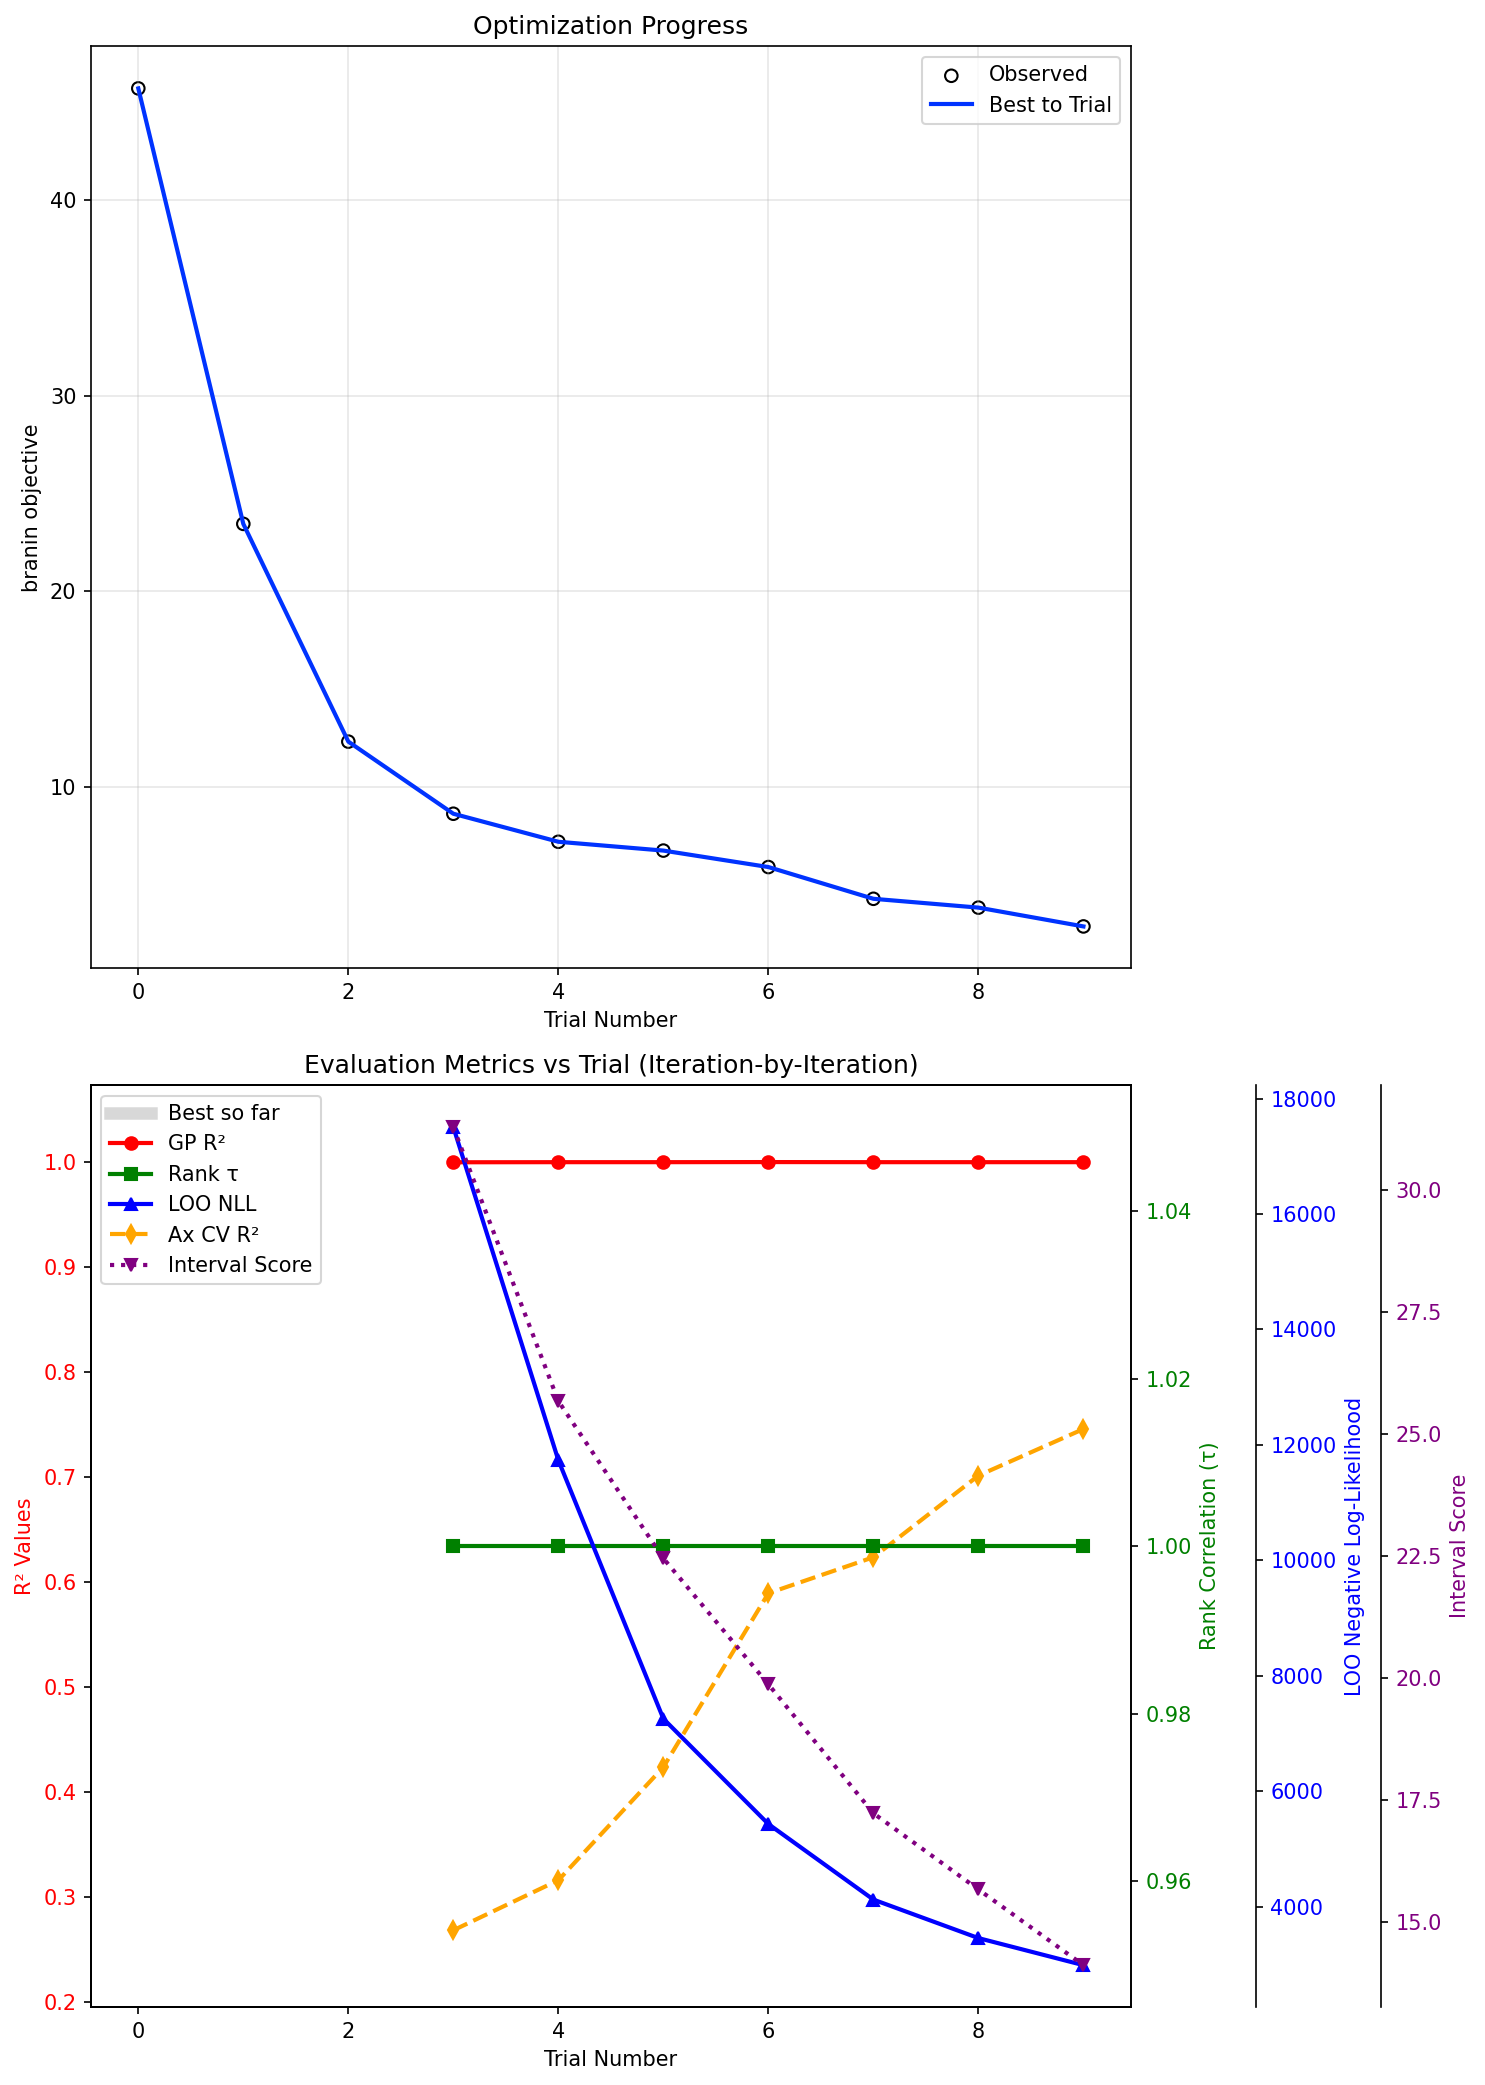 Optimization Progress
Observed
Best to Trial
40
30
20
10
branin objective
0
2
4
6
8
Trial Number
Evaluation Metrics vs Trial (Iteration-by-Iteration)
Best so far
GP R²
Rank τ
LOO NLL
Ax CV R²
Interval Score
1.0
0.9
0.8
0.7
0.6
0.5
0.4
0.3
0.2
R² Values
1.04
1.02
1.00
0.98
0.96
Rank Correlation (τ)
18000
16000
14000
12000
10000
8000
6000
4000
LOO Negative Log-Likelihood
30.0
27.5
25.0
22.5
20.0
17.5
15.0
Interval Score
0
2
4
6
8
Trial Number